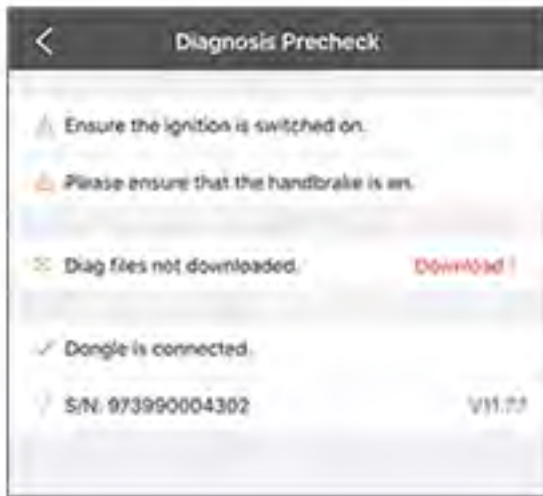 Diagnosis Precheck
Ensure the ignition is switched on.
Please ensure that the handbrake is on.
Diag files not downloaded.
Download !
Dongle is connected.
S/N: 973990004302